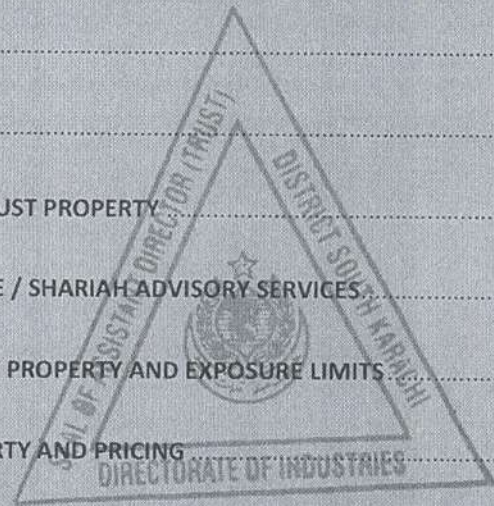 UST PROPERTY
E / SHARIAH ADVISORY SERVICES
PROPERTY AND EXPOSURE LIMITS
RTY AND PRICING
OF ASSISTANT DIRECTOR (TRUST)
DISTRICT SOUTH KARACHI
DIRECTORATE OF INDUSTRIES